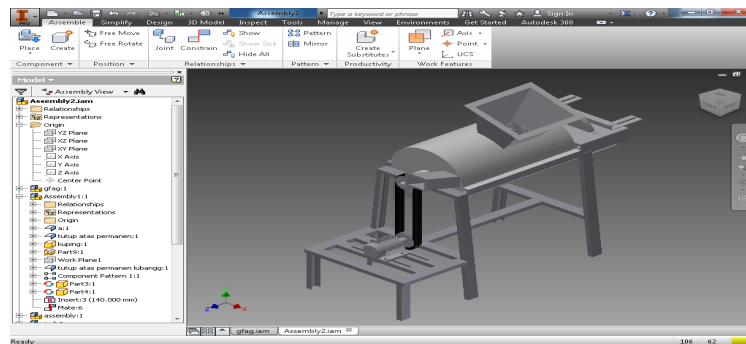 Assembly2
Type a keyword or phrase
Sign In
PRO
Assemble Simplify Design 3D Model Inspect Tools Manage View Environments Get Started Autodesk 360
Place
Create
Free Move
Free Rotate
Joint
Constrain
Show
Show Sick
Hide All
Pattern
Mirror
Create
Substitutes
Plane
Axis
Point
UCS
Component Position Relationships Pattern Productivity Work Features
Model
Assembly View
Assembly2.iam
Relationships
Representations
Origin
YZ Plane
XZ Plane
XY Plane
X Axis
Y Axis
Z Axis
Center Point
gfag:1
Assembly1:1
Relationships
Representations
Origin
a:1
tutup atas permanen:1
kuping:1
Part9:1
Work Plane1
tutup atas permanen lubangg:1
Component Pattern 1:1
Part3:1
Part4:1
Insert:3 (140.000 mm)
Mate:6
assembly:1
Z
X
gfag.iam
Assembly2.iam
Ready
106 62